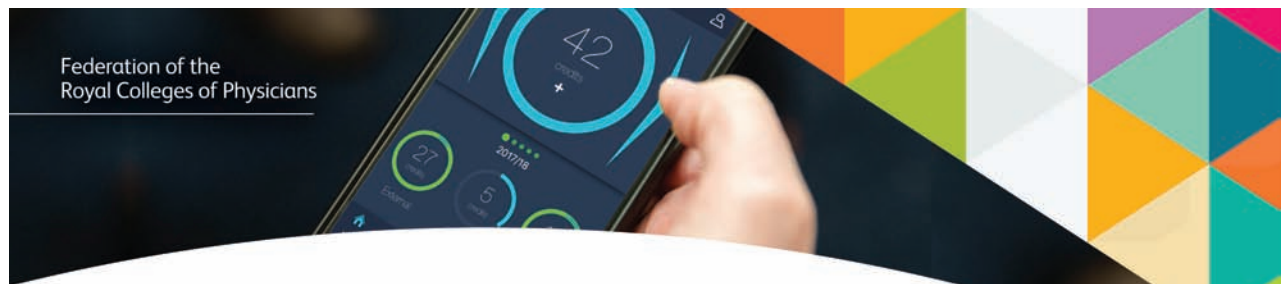 Federation of the
Royal Colleges of Physicians
42
credits
+
2017/18
27
credits
External
5
credits